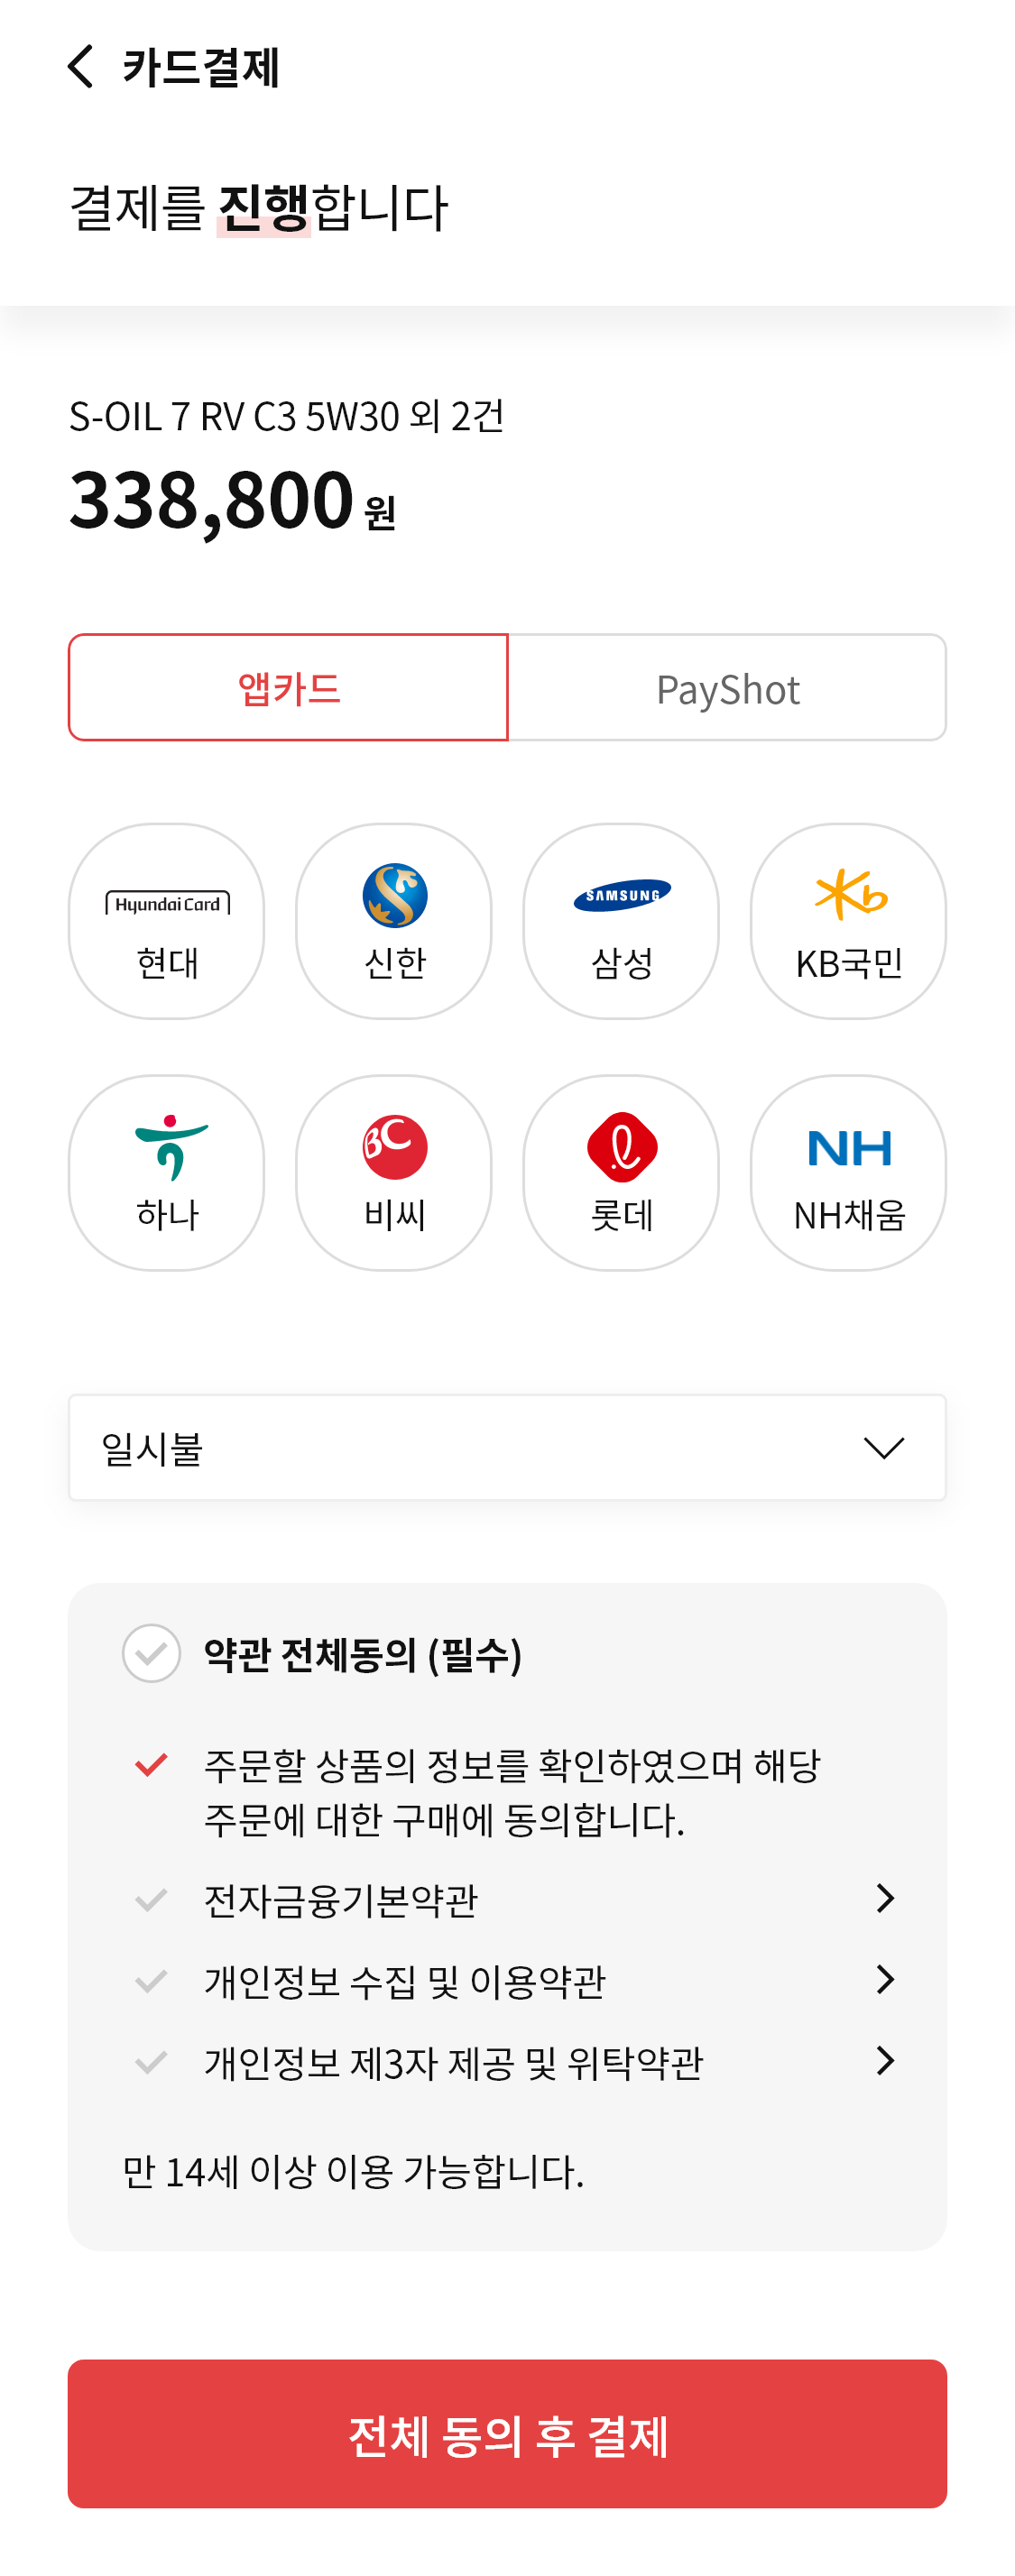 카드결제
결제를 진행합니다
S-OIL 7 RV C3 5W30 외 2건
338,800 원
앱카드 PayShot
Hyundai Card SAMSUNG Kb
현대 신한 삼성 KB국민
BC NH
하나 비씨 롯데 NH채움
일시불
약관 전체동의 (필수)
주문할 상품의 정보를 확인하였으며 해당
주문에 대한 구매에 동의합니다.
전자금융기본약관
개인정보 수집 및 이용약관
개인정보 제3자 제공 및 위탁약관
만 14세 이상 이용 가능합니다.
전체 동의 후 결제